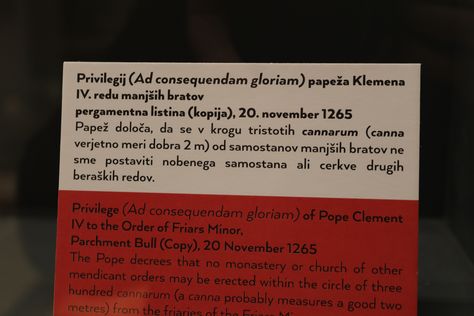 Privilegij (Ad consequendam gloriam) papeža Klemena
IV. redu manjših bratov
pergamentna listina (kopija), 20. november 1265
Papež določa, da se v krogu tristotih cannarum (canna
verjetno meri dobra 2 m) od samostanov manjših bratov ne
sme postaviti nobenega samostana ali cerkve drugih
beraških redov.
Privilege (Ad consequendam gloriam) of Pope Clement
IV to the Order of Friars Minor,
Parchment Bull (Copy), 20 November 1265
The Pope decrees that no monastery or church of other
mendicant orders may be erected within the circle of three
hundred cannarum (a canna probably measures a good two
metres) from the friaries of the Friars